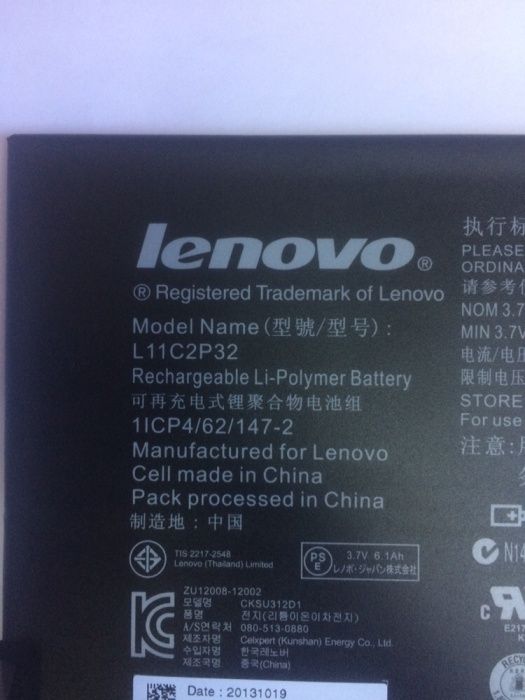 lenovo®
® Registered Trademark of Lenovo
Model Name (型號/型号) :
L11C2P32
Rechargeable Li-Polymer Battery
可再充电式锂聚合物电池组
1ICP4/62/147-2
Manufactured for Lenovo
Cell made in China
Pack processed in China
制造地：中国
TIS 2217-2548
Lenovo (Thailand) Limited
PS
E
3.7V 6.1Ah
レノボ・ジャパン株式会社
ZU12008-12002
모델명 CKSU312D1
품명 전지(리튬이온이차전지)
A/S연락처 080-513-0880
제조자명 Celxpert (Kunshan) Energy Co., Ltd.
수입자명 한국레노버
제조국명 중국(China)
Date : 20131019
执行标
PLEASE
ORDINA
请参考
NOM 3.7
MIN 3.7V
电流/电压
限制电压
STORE
For use
注意:
N14
c
E217
RECYC